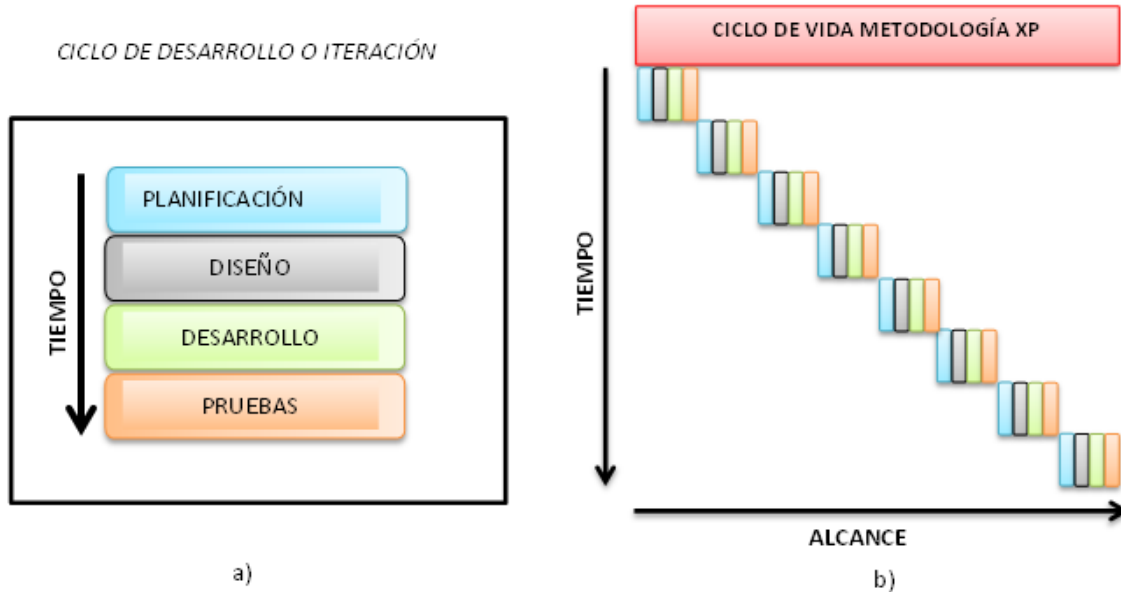 CICLO DE DESARROLLO O ITERACIÓN
TIEMPO
PLANIFICACIÓN
DISEÑO
DESARROLLO
PRUEBAS
a)
CICLO DE VIDA METODOLOGÍA XP
TIEMPO
ALCANCE
b)